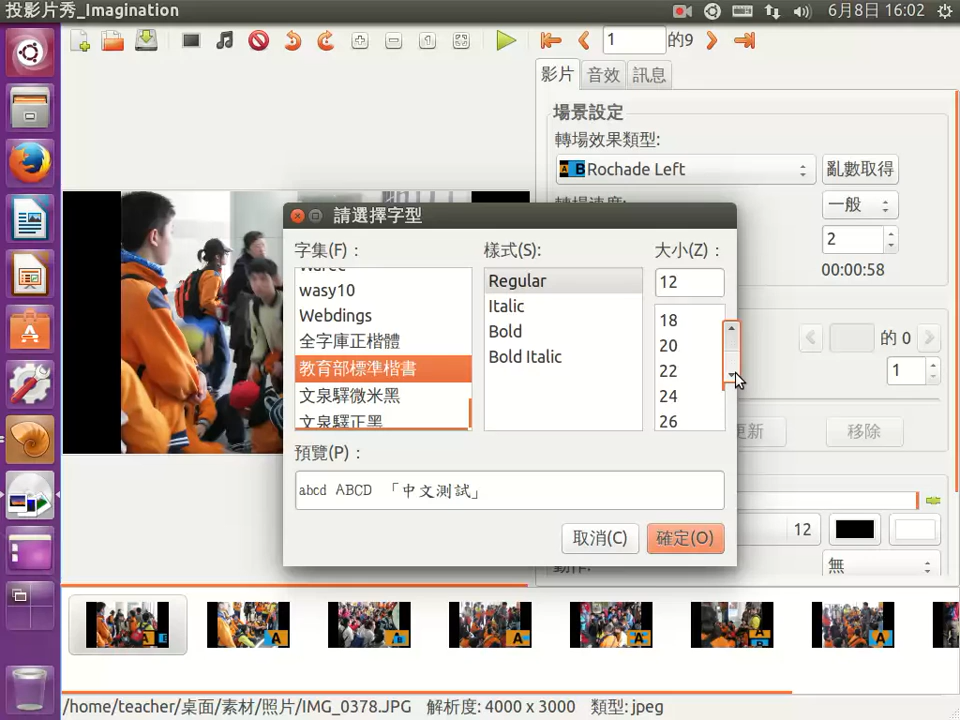 投影片秀_Imagination
6月8日 16:02
1 的9
影片 音效 訊息
場景設定
轉場效果類型:
Rochade Left 亂數取得
一般
2
00:00:58
請選擇字型
字集(F)： 樣式(S): 大小(Z)：
wasy10
Webdings
全字庫正楷體
教育部標準楷書
文泉驛微米黑
文泉驛正黑
Regular
Italic
Bold
Bold Italic
12
18
20
22
24
26
的 0
1
更新 移除
預覽(P)：
abcd ABCD 「中文測試」
取消(C) 確定(O)
12
無
/home/teacher/桌面/素材/照片/IMG_0378.JPG 解析度: 4000 x 3000 類型: jpeg